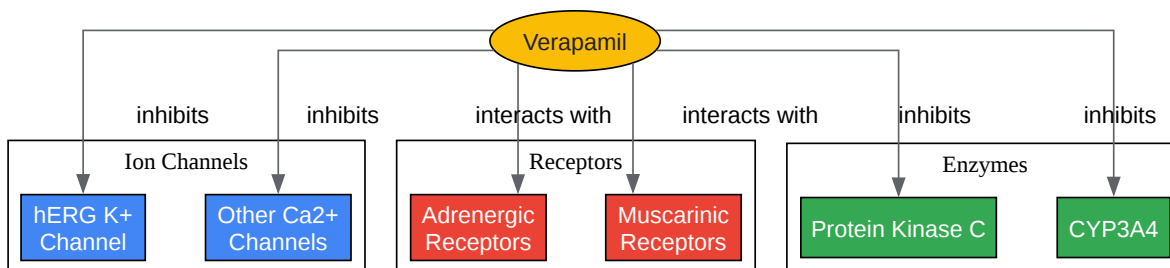 Verapamil
inhibits
inhibits
interacts with
interacts with
inhibits
inhibits
Ion Channels
Receptors
Enzymes
hERG K+
Channel
Other Ca2+
Channels
Adrenergic
Receptors
Muscarinic
Receptors
Protein Kinase C
CYP3A4